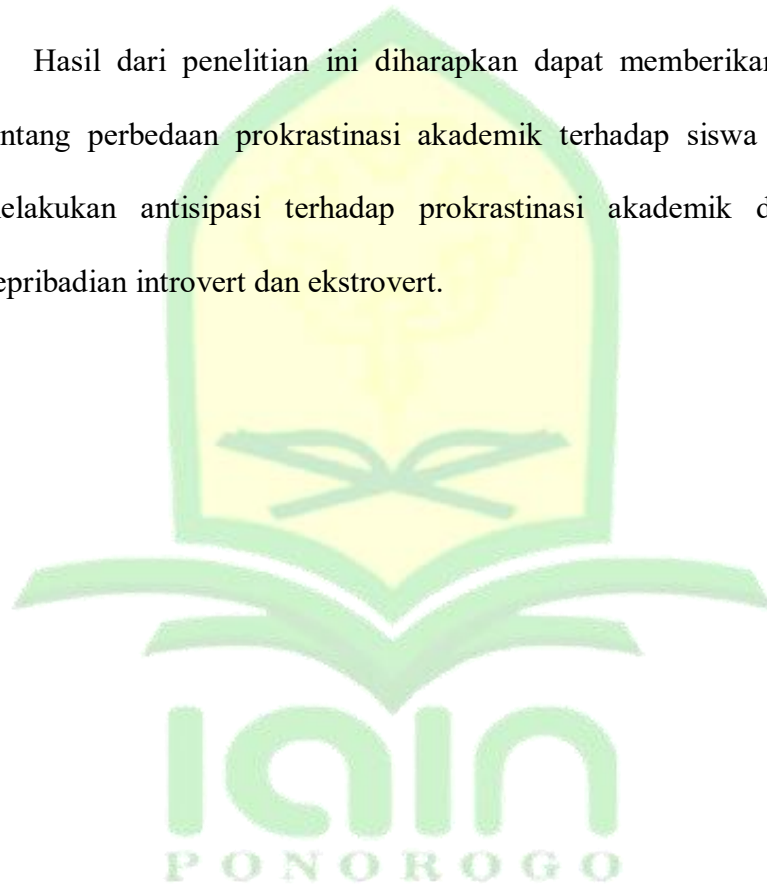 Hasil dari penelitian ini diharapkan dapat memberikan
ntang perbedaan prokrastinasi akademik terhadap siswa
elakukan antisipasi terhadap prokrastinasi akademik d
epribadian introvert dan ekstrovert.
iain
PONOROGO